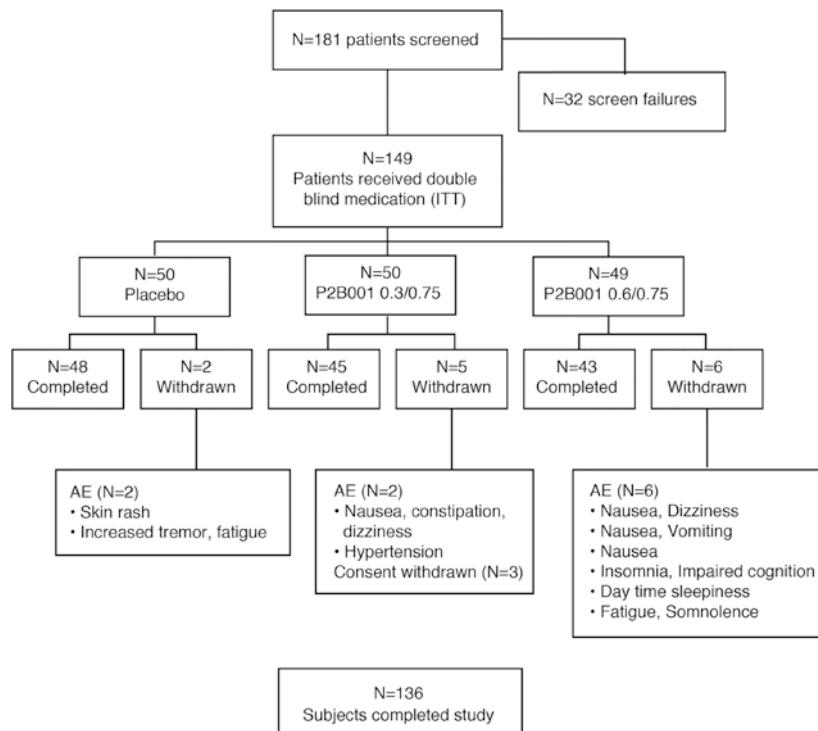 N=181 patients screened
N=32 screen failures
N=149
Patients received double
blind medication (ITT)
N=50
Placebo
N=50
P2B001 0.3/0.75
N=49
P2B001 0.6/0.75
N=48
Completed
N=2
Withdrawn
N=45
Completed
N=5
Withdrawn
N=43
Completed
N=6
Withdrawn
AE (N=2)
• Skin rash
• Increased tremor, fatigue
AE (N=2)
• Nausea, constipation,
dizziness
• Hypertension
Consent withdrawn (N=3)
AE (N=6)
• Nausea, Dizziness
• Nausea, Vomiting
• Nausea
• Insomnia, Impaired cognition
• Day time sleepiness
• Fatigue, Somnolence
N=136
Subjects completed study